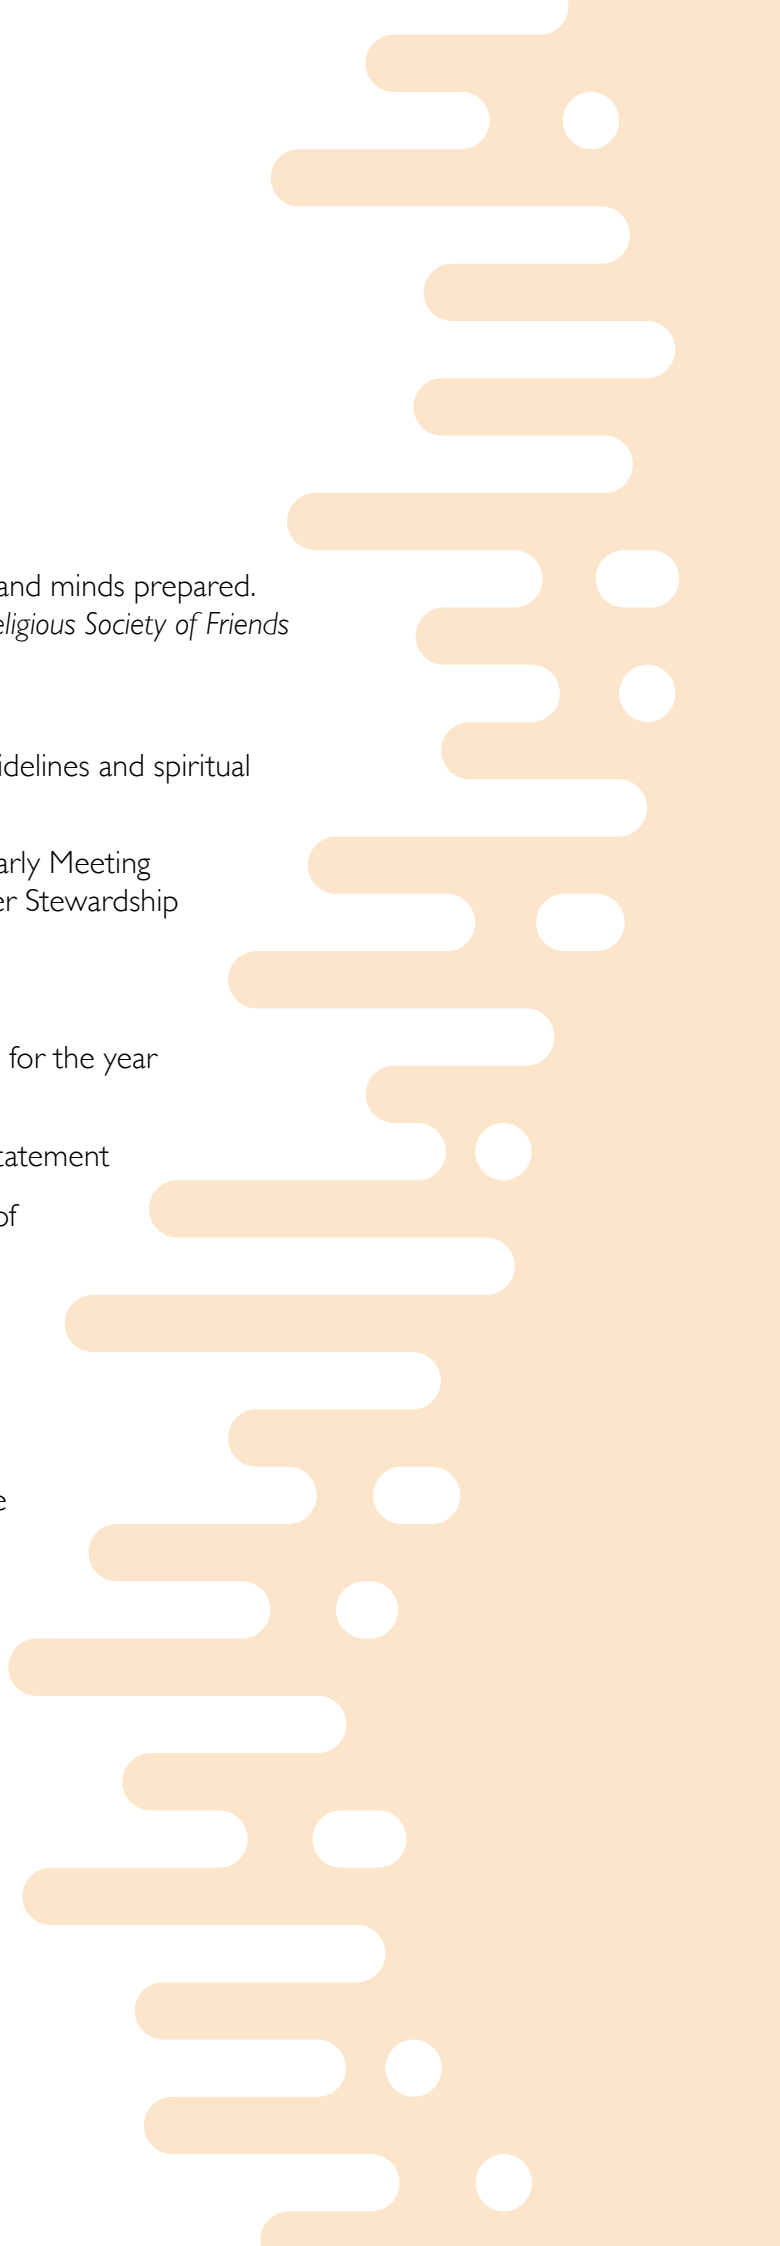 and minds prepared.
eligious Society of Friends
idelines and spiritual
arly Meeting
er Stewardship
for the year
tatement
of
e